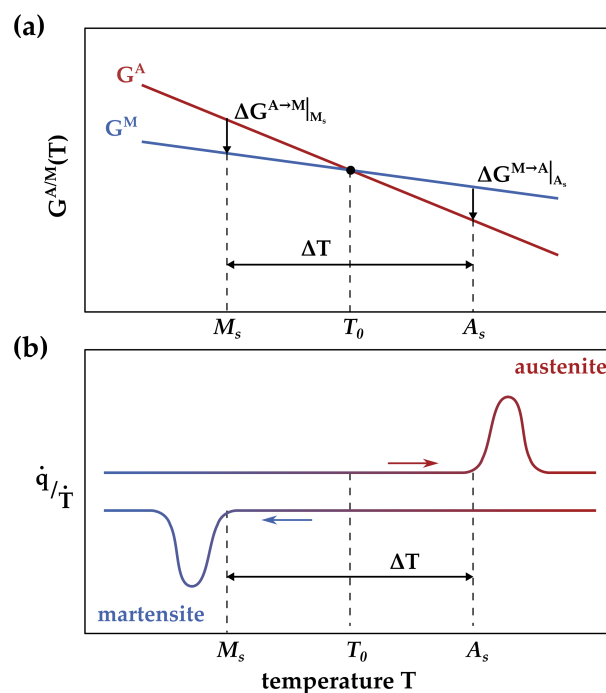 (a)
G^A
ΔG^{A→M}|_{M_s}
G^M
ΔG^{M→A}|_{A_s}
G^{A/M}(T)
ΔT
M_s T_0 A_s
(b)
austenite
q̇/Ṫ
ΔT
martensite
M_s T_0 A_s
temperature T